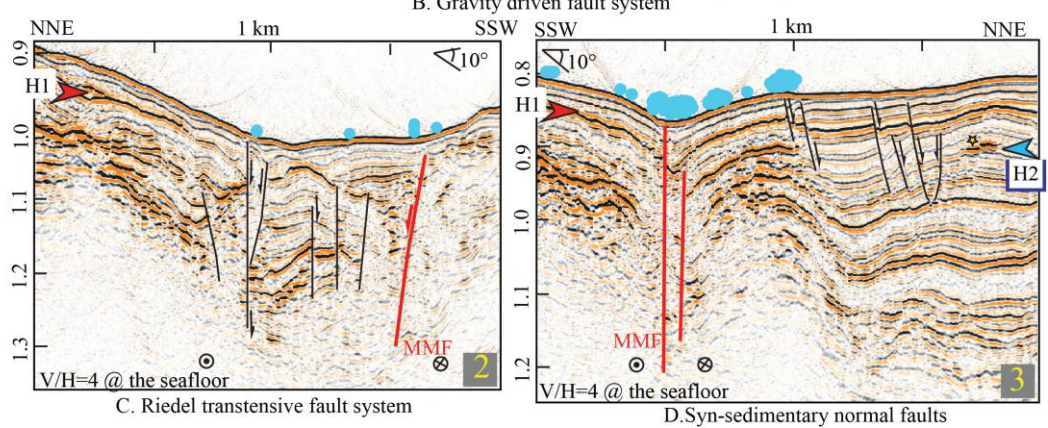 B. Gravity driven fault system
NNE 1 km SSW
SSW 1 km NNE
0.9
1.0
1.1
1.2
1.3
H1
10°
MMF
V/H=4 @ the seafloor
2
C. Riedel transtensive fault system
0.8
0.9
1.0
1.1
1.2
H1
10°
H2
MMF
V/H=4 @ the seafloor
3
D.Syn-sedimentary normal faults